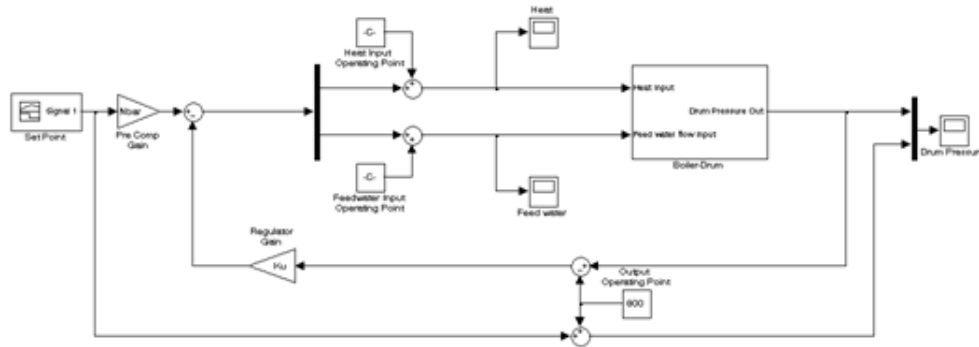 Signal 1
Set Point
Nbar
Pre Comp
Gain
-C-
Heat Input
Operating Point
Heat
Heat Input
Drum Pressure Out
Feed water flow input
Boiler-Drum
Drum Pressure
-C-
Feedwater Input
Operating Point
Feed water
Regulator
Gain
Ku
Output
Operating Point
600